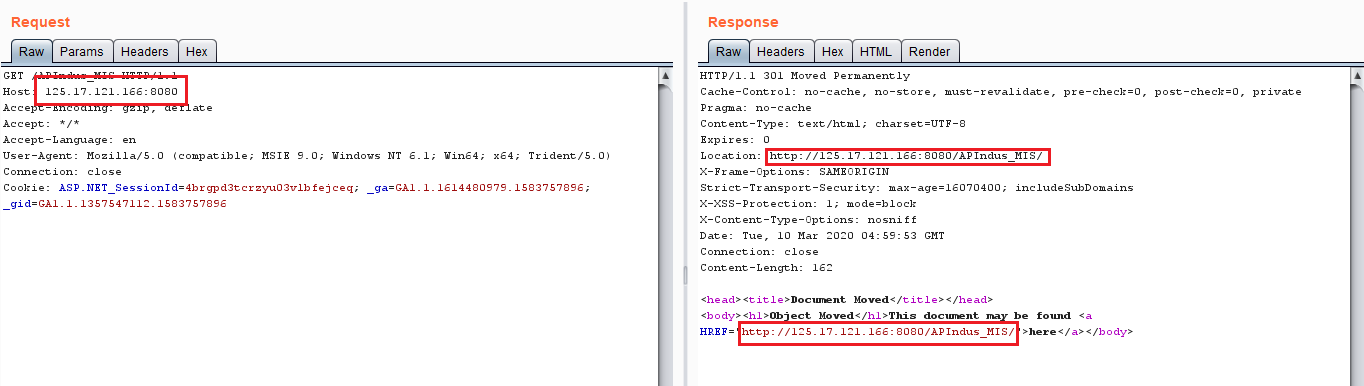 Request
Raw Params Headers Hex
GET /APIndus_MIS HTTP/1.1
Host: 125.17.121.166:8080
Accept-Encoding: gzip, deflate
Accept: */*
Accept-Language: en
User-Agent: Mozilla/5.0 (compatible; MSIE 9.0; Windows NT 6.1; Win64; x64; Trident/5.0)
Connection: close
Cookie: ASP.NET_SessionId=4brgpd3tcrzyu03vlbfejceq; _ga=GA1.1.1614480979.1583757896;
_gid=GA1.1.1357547112.1583757896
Response
Raw Headers Hex HTML Render
HTTP/1.1 301 Moved Permanently
Cache-Control: no-cache, no-store, must-revalidate, pre-check=0, post-check=0, private
Pragma: no-cache
Content-Type: text/html; charset=UTF-8
Expires: 0
Location: http://125.17.121.166:8080/APIndus_MIS/
X-Frame-Options: SAMEORIGIN
Strict-Transport-Security: max-age=16070400; includeSubDomains
X-XSS-Protection: 1; mode=block
X-Content-Type-Options: nosniff
Date: Tue, 10 Mar 2020 04:59:53 GMT
Connection: close
Content-Length: 162
<head><title>Document Moved</title></head>
<body><h1>Object Moved</h1>This document may be found <a
HREF="http://125.17.121.166:8080/APIndus_MIS/">here</a></body>